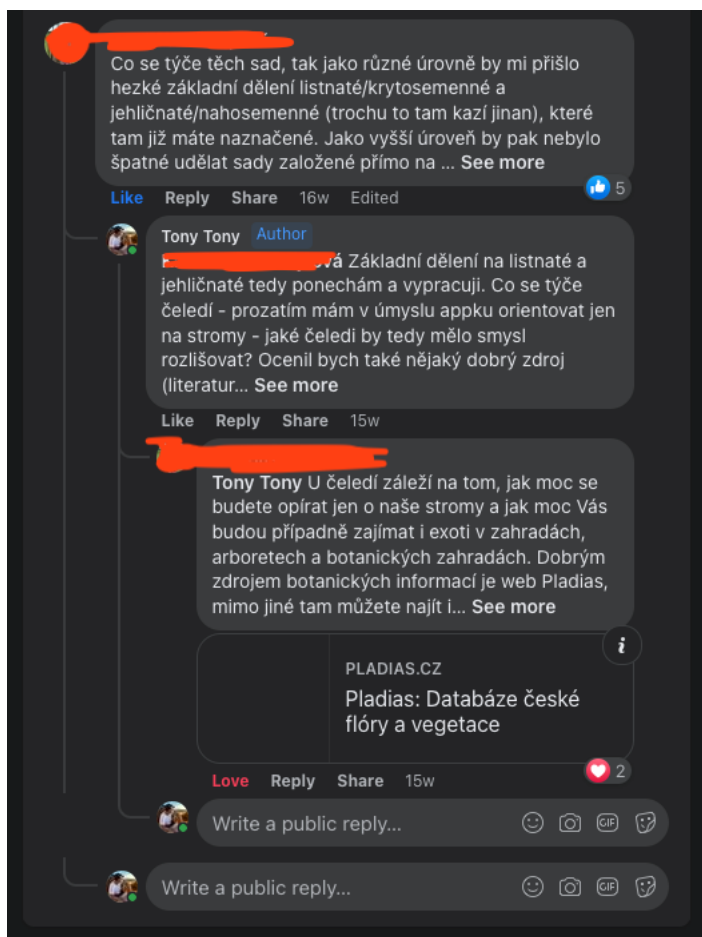 Co se týče těch sad, tak jako různé úrovně by mi přišlo
hezké základní dělení listnaté/krytosemenné a
jehličnaté/nahosemenné (trochu to tam kazí jinan), které
tam již máte naznačené. Jako vyšší úroveň by pak nebylo
špatné udělat sady založené přímo na ... See more
5
Like Reply Share 16w Edited
Tony Tony Author
vá Základní dělení na listnaté a
jehličnaté tedy ponechám a vypracuji. Co se týče
čeledí - prozatím mám v úmyslu appku orientovat jen
na stromy - jaké čeledi by tedy mělo smysl
rozlišovat? Ocenil bych také nějaký dobrý zdroj
(literatur... See more
Like Reply Share 15w
Tony Tony U čeledí záleží na tom, jak moc se
budete opírat jen o naše stromy a jak moc Vás
budou případně zajímat i exoti v zahradách,
arboretech a botanických zahradách. Dobrým
zdrojem botanických informací je web Pladias,
mimo jiné tam můžete najít i... See more
i
PLADIAS.CZ
Pladias: Databáze české
flóry a vegetace
2
Love Reply Share 15w
Write a public reply... GIF
Write a public reply... GIF